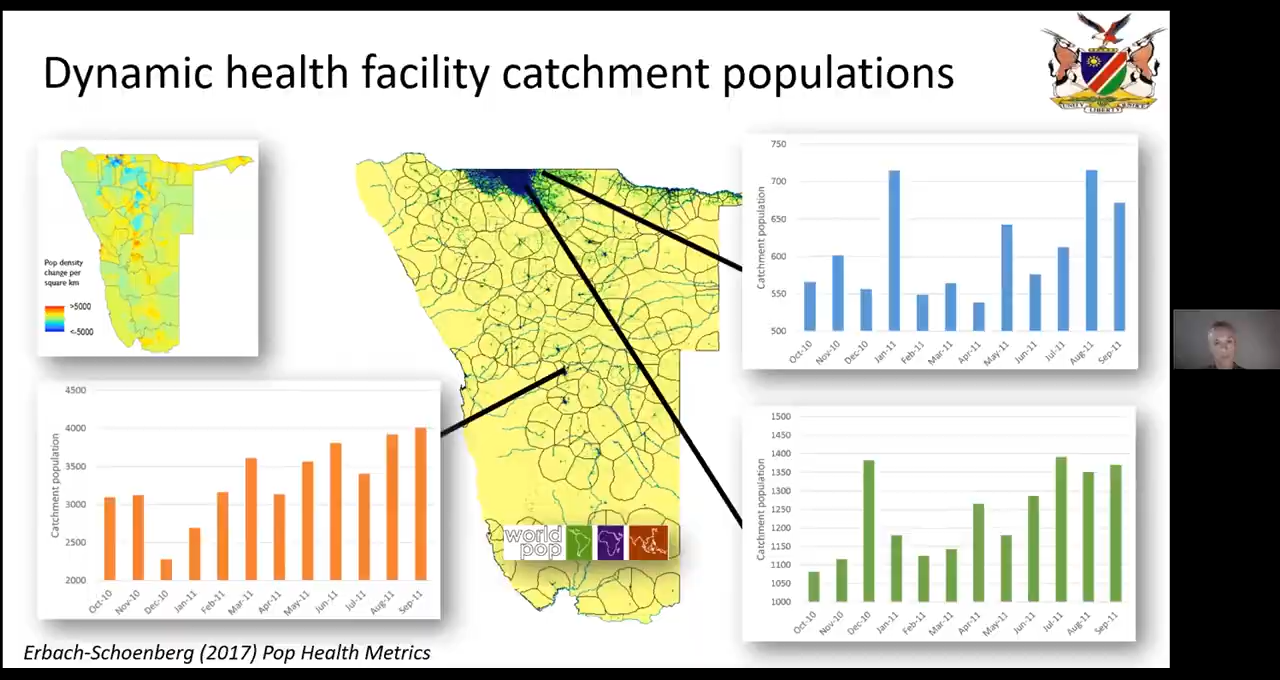 Dynamic health facility catchment populations
UNITY LIBERTY JUSTICE
Pop density
change per
square km
>5000
<-5000
4500
4000
3500
3000
2500
2000
Catchment population
Oct-10 Nov-10 Dec-10 Jan-11 Feb-11 Mar-11 Apr-11 May-11 Jun-11 Jul-11 Aug-11 Sep-11
world
pop
750
700
650
600
550
500
Catchment population
Oct-10 Nov-10 Dec-10 Jan-11 Feb-11 Mar-11 Apr-11 May-11 Jun-11 Jul-11 Aug-11 Sep-11
1500
1450
1400
1350
1300
1250
1200
1150
1100
1050
1000
Catchment population
Oct-10 Nov-10 Dec-10 Jan-11 Feb-11 Mar-11 Apr-11 May-11 Jun-11 Jul-11 Aug-11 Sep-11
Erbach-Schoenberg (2017) Pop Health Metrics